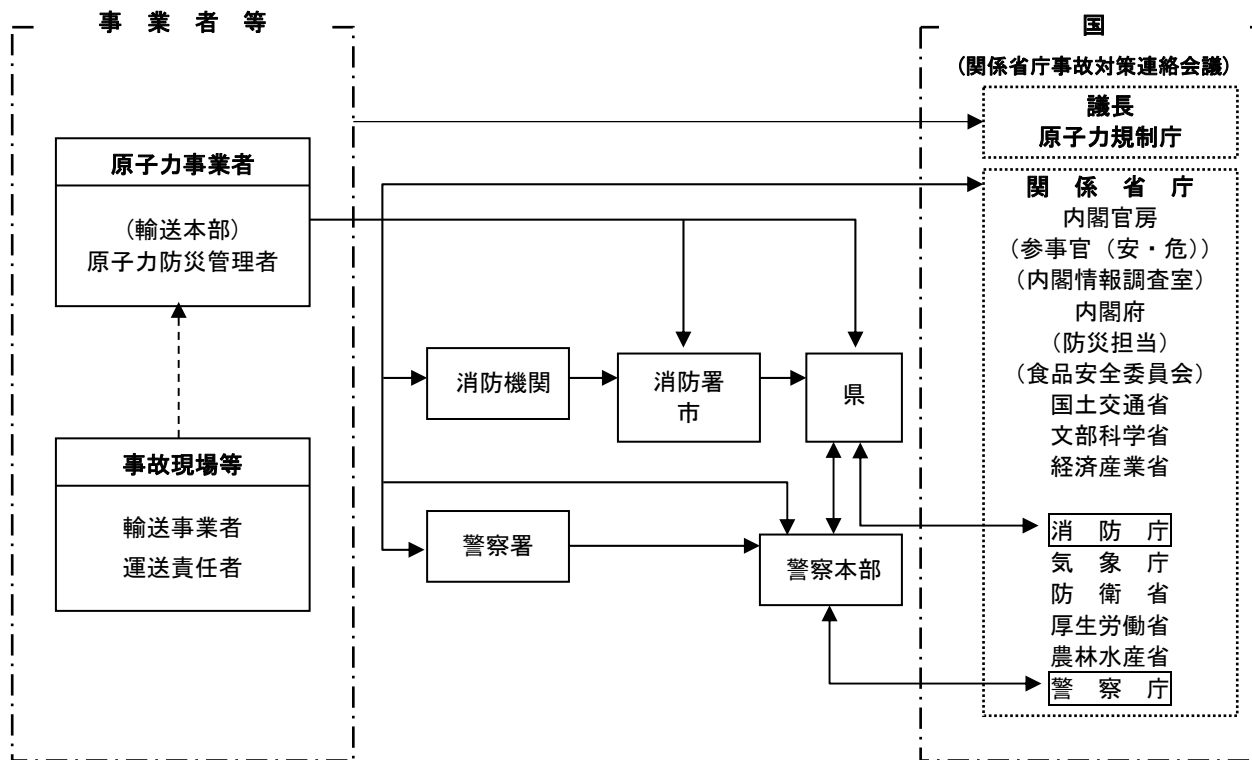 事 業 者 等
原子力事業者
(輸送本部)
原子力防災管理者
事故現場等
輸送事業者
運送責任者
消防機関
消防署
市
県
警察署
警察本部
国
(関係省庁事故対策連絡会議)
議長
原子力規制庁
関 係 省 庁
内閣官房
(参事官(安・危))
(内閣情報調査室)
内閣府
(防災担当)
(食品安全委員会)
国土交通省
文部科学省
経済産業省
消 防 庁
気 象 庁
防 衛 省
厚生労働省
農林水産省
警 察 庁